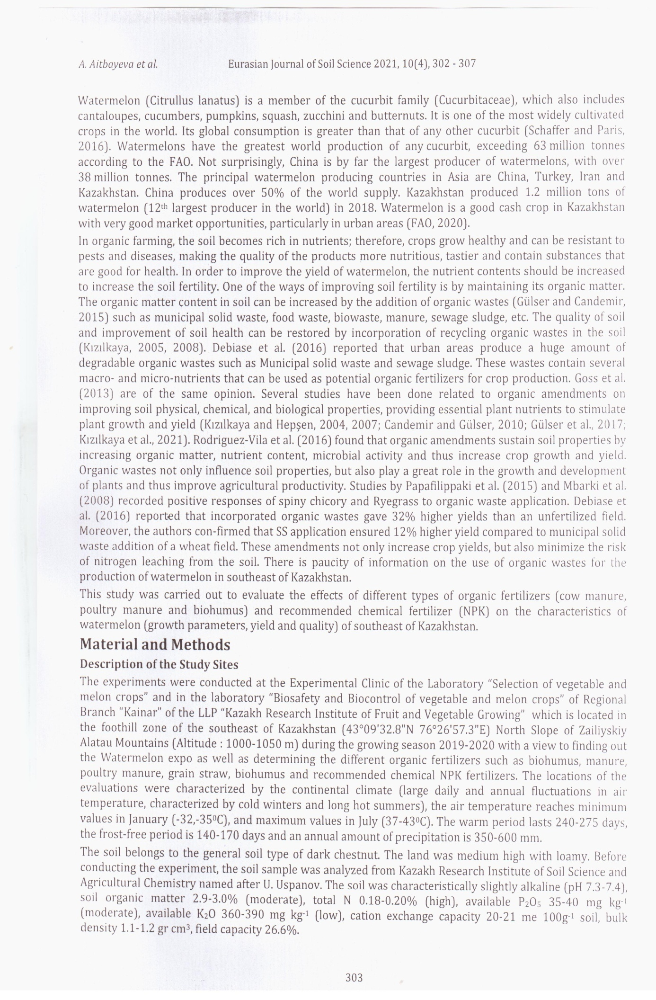 A. Aitbayeva et al. Eurasian Journal of Soil Science 2021, 10(4), 302 - 307
Watermelon (Citrullus lanatus) is a member of the cucurbit family (Cucurbitaceae), which also includes
cantaloupes, cucumbers, pumpkins, squash, zucchini and butternuts. It is one of the most widely cultivated
crops in the world. Its global consumption is greater than that of any other cucurbit (Schaffer and Paris,
2016). Watermelons have the greatest world production of any cucurbit, exceeding 63 million tonnes
according to the FAO. Not surprisingly, China is by far the largest producer of watermelons, with over
38 million tonnes. The principal watermelon producing countries in Asia are China, Turkey, Iran and
Kazakhstan. China produces over 50% of the world supply. Kazakhstan produced 1.2 million tons of
watermelon (12th largest producer in the world) in 2018. Watermelon is a good cash crop in Kazakhstan
with very good market opportunities, particularly in urban areas (FAO, 2020).
In organic farming, the soil becomes rich in nutrients; therefore, crops grow healthy and can be resistant to
pests and diseases, making the quality of the products more nutritious, tastier and contain substances that
are good for health. In order to improve the yield of watermelon, the nutrient contents should be increased
to increase the soil fertility. One of the ways of improving soil fertility is by maintaining its organic matter.
The organic matter content in soil can be increased by the addition of organic wastes (Gülser and Candemir,
2015) such as municipal solid waste, food waste, biowaste, manure, sewage sludge, etc. The quality of soil
and improvement of soil health can be restored by incorporation of recycling organic wastes in the soil
(Kızılkaya, 2005, 2008). Debiase et al. (2016) reported that urban areas produce a huge amount of
degradable organic wastes such as Municipal solid waste and sewage sludge. These wastes contain several
macro- and micro-nutrients that can be used as potential organic fertilizers for crop production. Goss et al.
(2013) are of the same opinion. Several studies have been done related to organic amendments on
improving soil physical, chemical, and biological properties, providing essential plant nutrients to stimulate
plant growth and yield (Kızılkaya and Hepşen, 2004, 2007; Candemir and Gülser, 2010; Gülser et al., 2017;
Kızılkaya et al., 2021). Rodriguez-Vila et al. (2016) found that organic amendments sustain soil properties by
increasing organic matter, nutrient content, microbial activity and thus increase crop growth and yield.
Organic wastes not only influence soil properties, but also play a great role in the growth and development
of plants and thus improve agricultural productivity. Studies by Papafilippaki et al. (2015) and Mbarki et al.
(2008) recorded positive responses of spiny chicory and Ryegrass to organic waste application. Debiase et
al. (2016) reported that incorporated organic wastes gave 32% higher yields than an unfertilized field.
Moreover, the authors con-firmed that SS application ensured 12% higher yield compared to municipal solid
waste addition of a wheat field. These amendments not only increase crop yields, but also minimize the risk
of nitrogen leaching from the soil. There is paucity of information on the use of organic wastes for the
production of watermelon in southeast of Kazakhstan.
This study was carried out to evaluate the effects of different types of organic fertilizers (cow manure,
poultry manure and biohumus) and recommended chemical fertilizer (NPK) on the characteristics of
watermelon (growth parameters, yield and quality) of southeast of Kazakhstan.
Material and Methods
Description of the Study Sites
The experiments were conducted at the Experimental Clinic of the Laboratory “Selection of vegetable and
melon crops” and in the laboratory “Biosafety and Biocontrol of vegetable and melon crops” of Regional
Branch “Kainar” of the LLP “Kazakh Research Institute of Fruit and Vegetable Growing” which is located in
the foothill zone of the southeast of Kazakhstan (43°09'32.8"N 76°26'57.3"E) North Slope of Zailiyskiy
Alatau Mountains (Altitude : 1000-1050 m) during the growing season 2019-2020 with a view to finding out
the Watermelon expo as well as determining the different organic fertilizers such as biohumus, manure,
poultry manure, grain straw, biohumus and recommended chemical NPK fertilizers. The locations of the
evaluations were characterized by the continental climate (large daily and annual fluctuations in air
temperature, characterized by cold winters and long hot summers), the air temperature reaches minimum
values in January (-32,-35⁰C), and maximum values in July (37-43⁰C). The warm period lasts 240-275 days,
the frost-free period is 140-170 days and an annual amount of precipitation is 350-600 mm.
The soil belongs to the general soil type of dark chestnut. The land was medium high with loamy. Before
conducting the experiment, the soil sample was analyzed from Kazakh Research Institute of Soil Science and
Agricultural Chemistry named after U. Uspanov. The soil was characteristically slightly alkaline (pH 7.3-7.4),
soil organic matter 2.9-3.0% (moderate), total N 0.18-0.20% (high), available P₂O₅ 35-40 mg kg⁻¹
(moderate), available K₂O 360-390 mg kg⁻¹ (low), cation exchange capacity 20-21 me 100g⁻¹ soil, bulk
density 1.1-1.2 gr cm³, field capacity 26.6%.
303